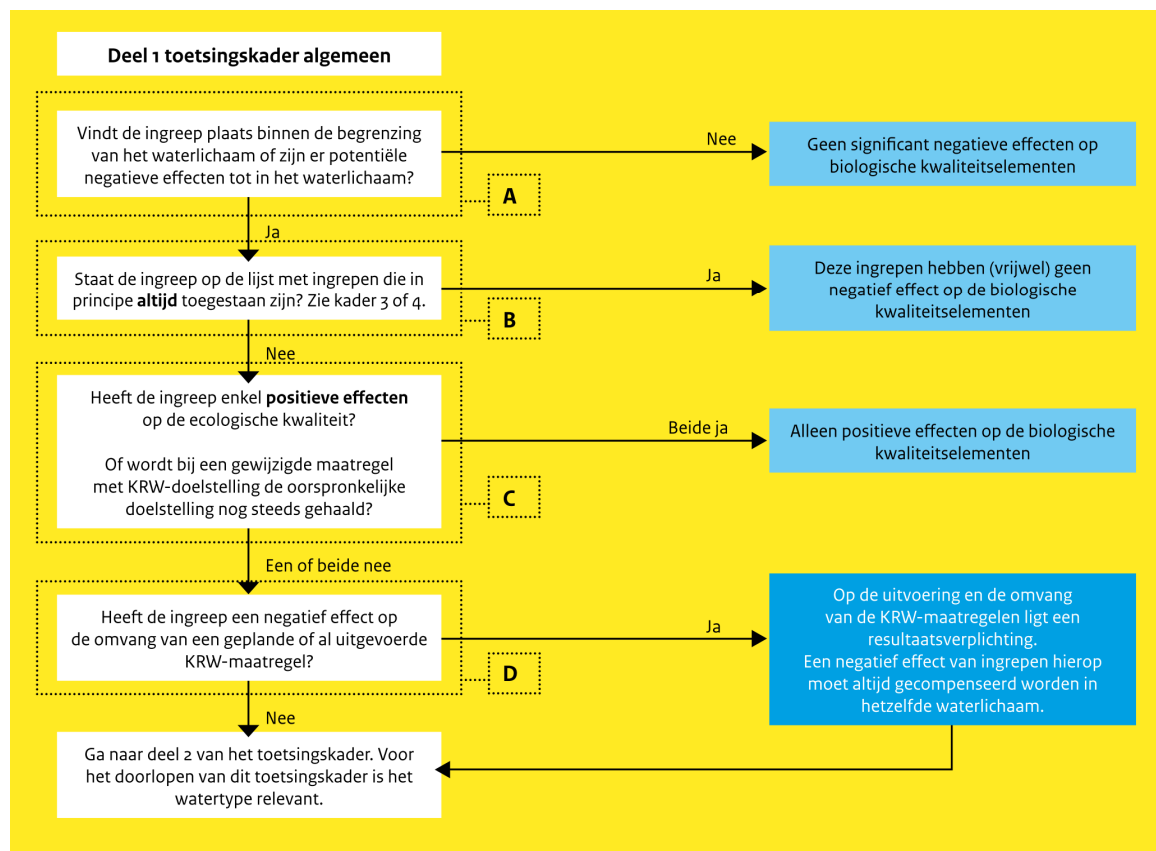 Deel 1 toetsingskader algemeen
Vindt de ingreep plaats binnen de begrenzing
van het waterlichaam of zijn er potentiële
negatieve effecten tot in het waterlichaam?
A
Nee
Geen significant negatieve effecten op
biologische kwaliteitselementen
Ja
Staat de ingreep op de lijst met ingrepen die in
principe altijd toegestaan zijn? Zie kader 3 of 4.
B
Ja
Deze ingrepen hebben (vrijwel) geen
negatief effect op de biologische
kwaliteitselementen
Nee
Heeft de ingreep enkel positieve effecten
op de ecologische kwaliteit?
Of wordt bij een gewijzigde maatregel
met KRW-doelstelling de oorspronkelijke
doelstelling nog steeds gehaald?
C
Beide ja
Alleen positieve effecten op de biologische
kwaliteitselementen
Een of beide nee
Heeft de ingreep een negatief effect op
de omvang van een geplande of al uitgevoerde
KRW-maatregel?
D
Ja
Op de uitvoering en de omvang
van de KRW-maatregelen ligt een
resultaatsverplichting.
Een negatief effect van ingrepen hierop
moet altijd gecompenseerd worden in
hetzelfde waterlichaam.
Nee
Ga naar deel 2 van het toetsingskader. Voor
het doorlopen van dit toetsingskader is het
watertype relevant.